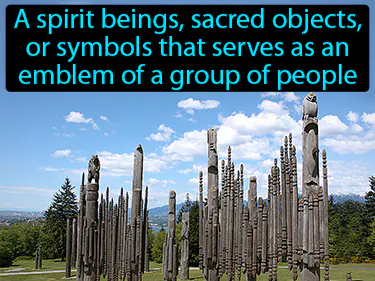 A spirit beings, sacred objects,
or symbols that serves as an
emblem of a group of people